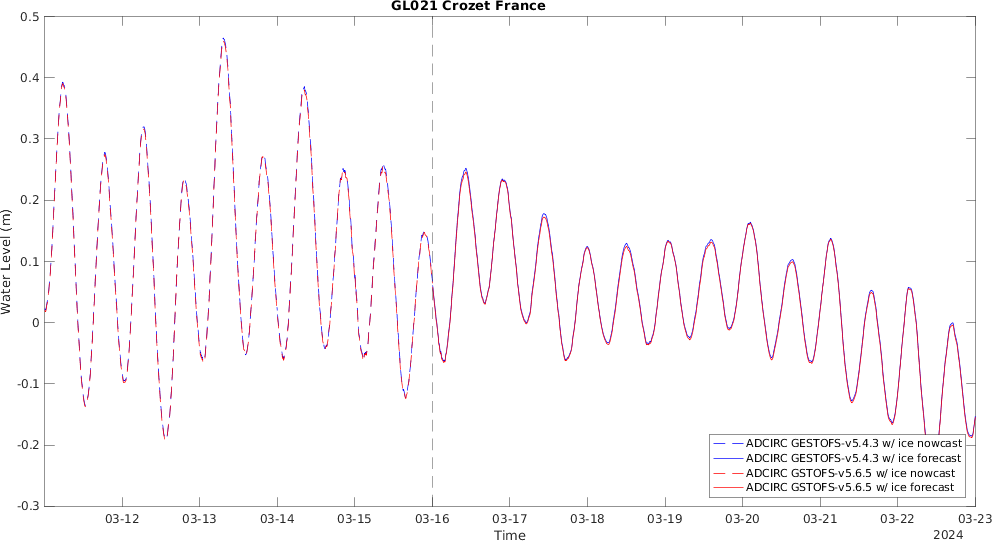 GL021 Crozet France
0.5
0.4
0.3
0.2
0.1
0
-0.1
-0.2
-0.3
Water Level (m)
ADCIRC GESTOFS-v5.4.3 w/ ice nowcast
ADCIRC GESTOFS-v5.4.3 w/ ice forecast
ADCIRC GSTOFS-v5.6.5 w/ ice nowcast
ADCIRC GSTOFS-v5.6.5 w/ ice forecast
03-12 03-13 03-14 03-15 03-16 03-17 03-18 03-19 03-20 03-21 03-22 03-23
Time
2024